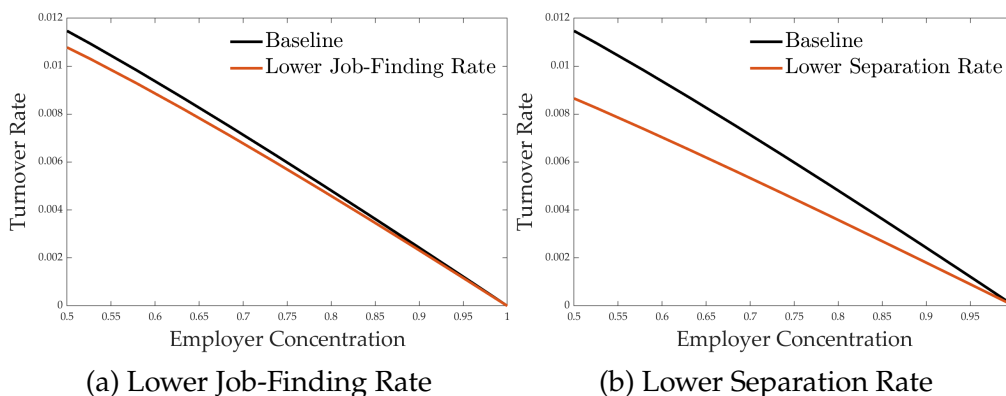 0.012
0.01
0.008
0.006
0.004
0.002
0
Turnover Rate
Baseline
Lower Job-Finding Rate
0.5 0.55 0.6 0.65 0.7 0.75 0.8 0.85 0.9 0.95 1
Employer Concentration
(a) Lower Job-Finding Rate
0.012
0.01
0.008
0.006
0.004
0.002
0
Turnover Rate
Baseline
Lower Separation Rate
0.5 0.55 0.6 0.65 0.7 0.75 0.8 0.85 0.9 0.95
Employer Concentration
(b) Lower Separation Rate